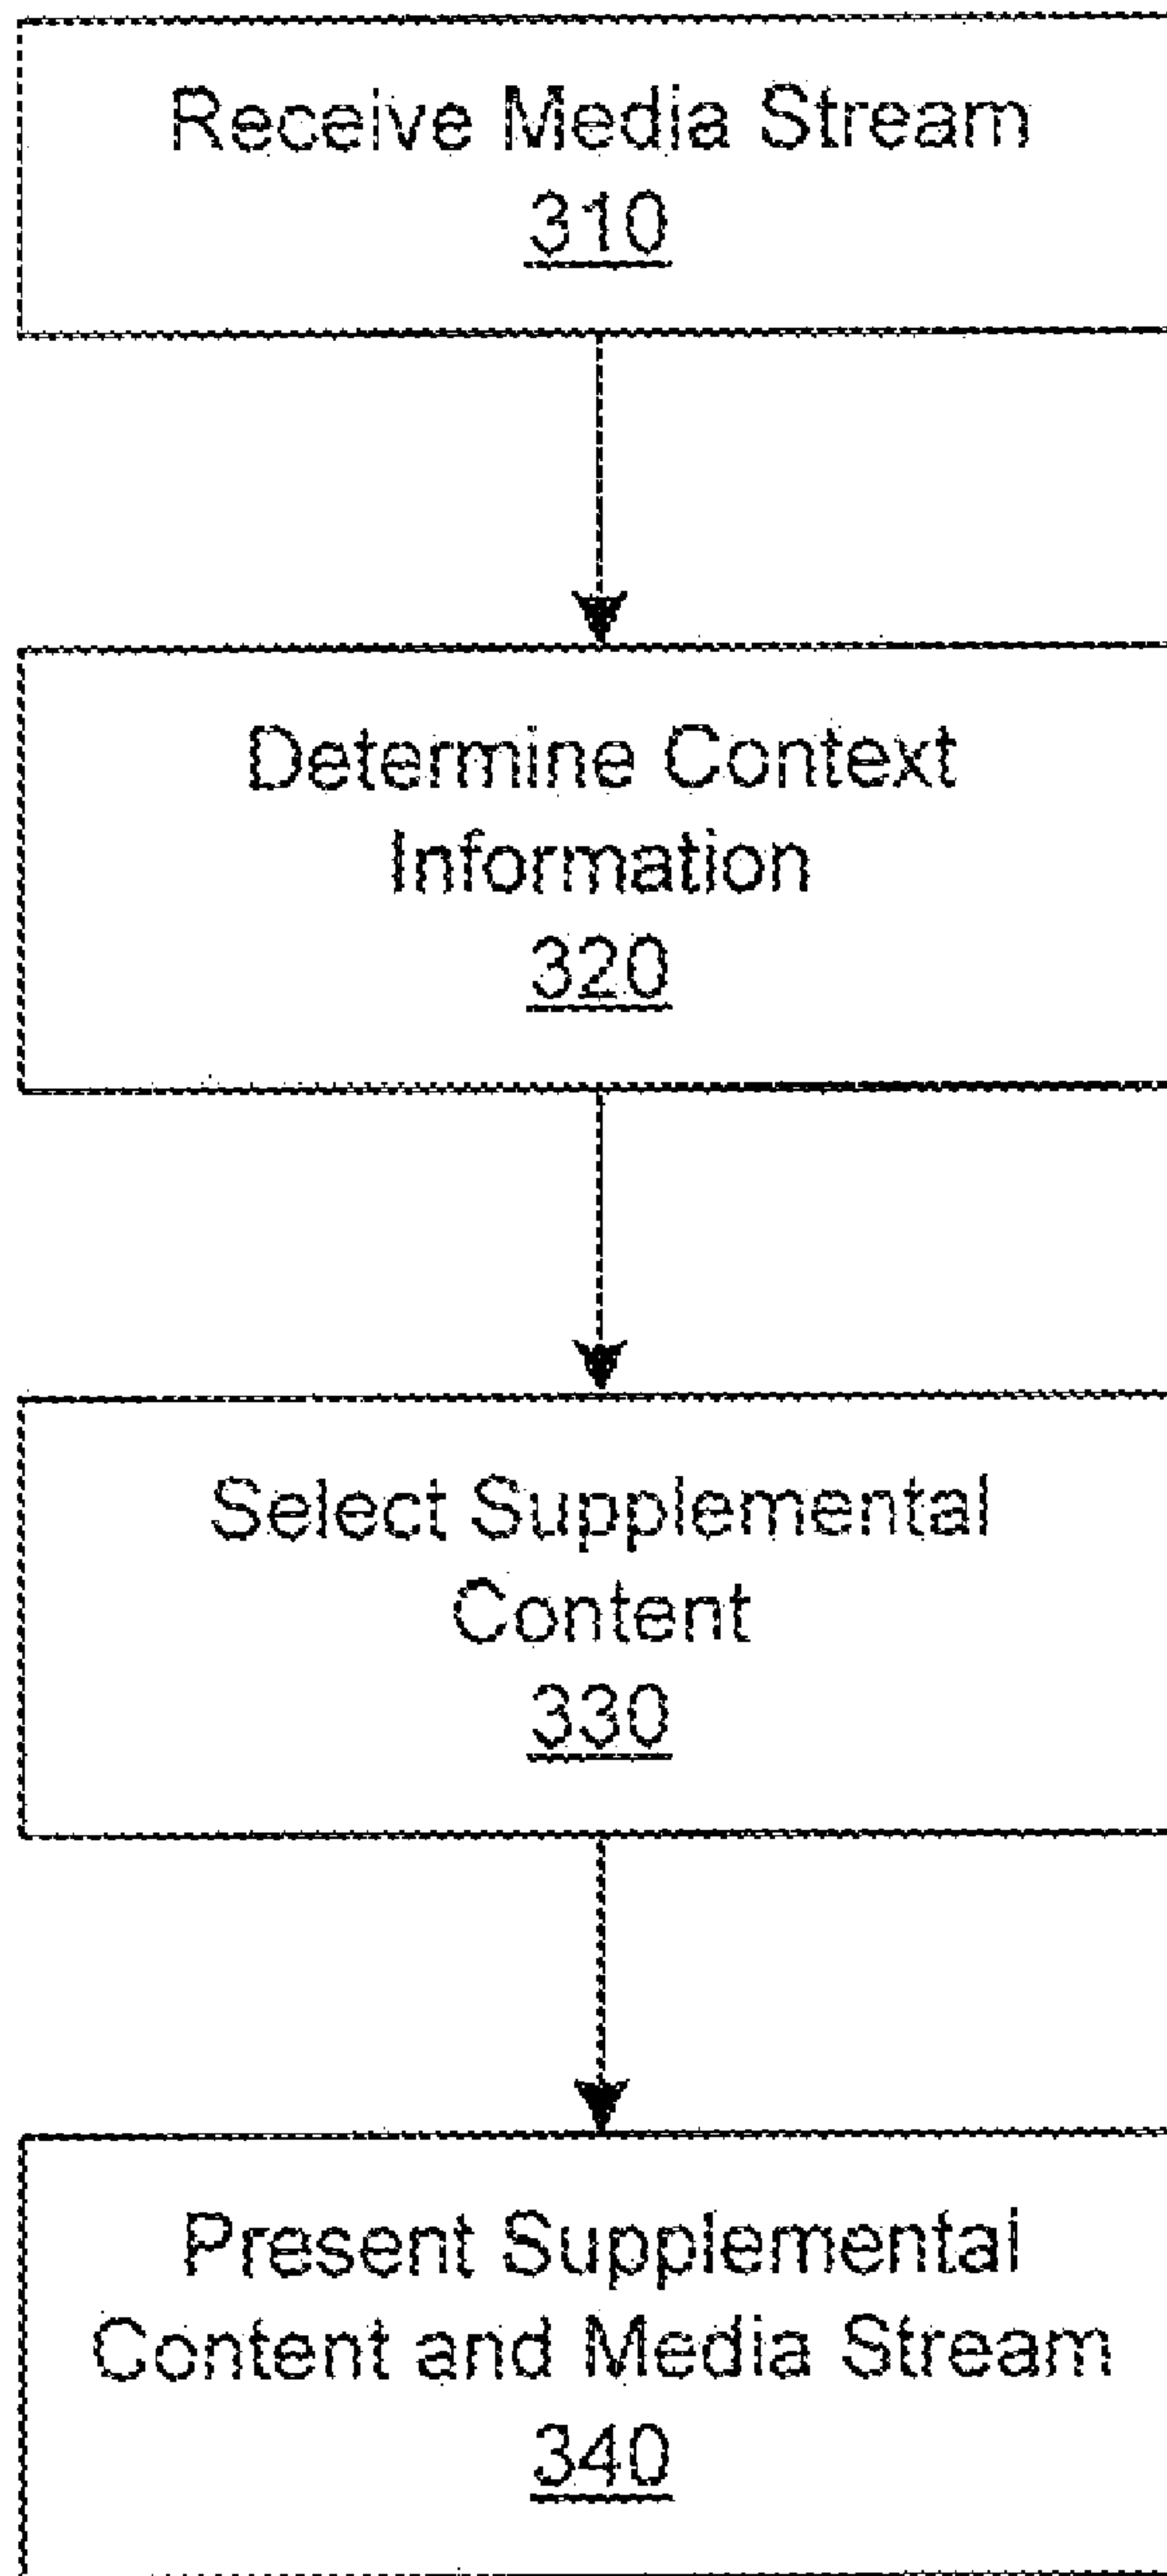 Receive Media Stream
310
Determine Context
Information
320
Select Supplemental
Content
330
Present Supplemental
Content and Media Stream
340